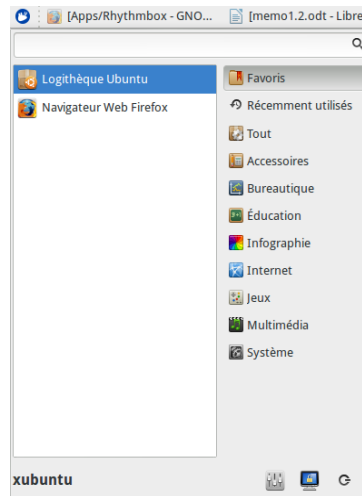 [Apps/Rhythmbox - GNO... [memo1.2.odt - Libre
Logithèque Ubuntu
Navigateur Web Firefox
Favoris
Récemment utilisés
Tout
Accessoires
Bureautique
Éducation
Infographie
Internet
Jeux
Multimédia
Système
xubuntu